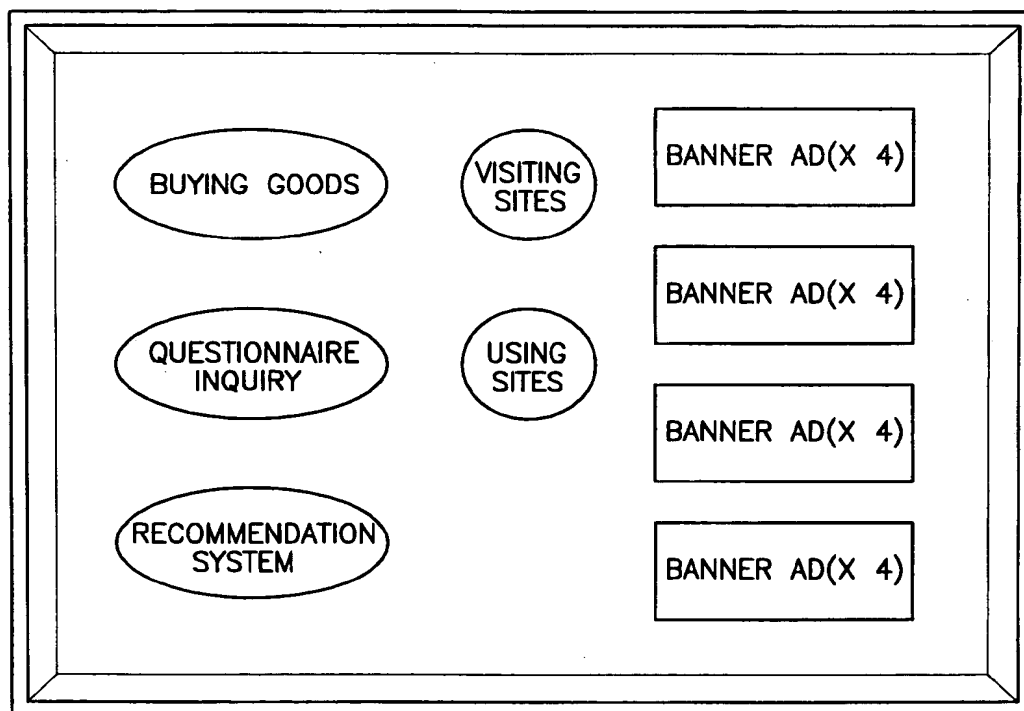 BUYING GOODS
VISITING
SITES
BANNER AD(X 4)
BANNER AD(X 4)
QUESTIONNAIRE
INQUIRY
USING
SITES
BANNER AD(X 4)
RECOMMENDATION
SYSTEM
BANNER AD(X 4)